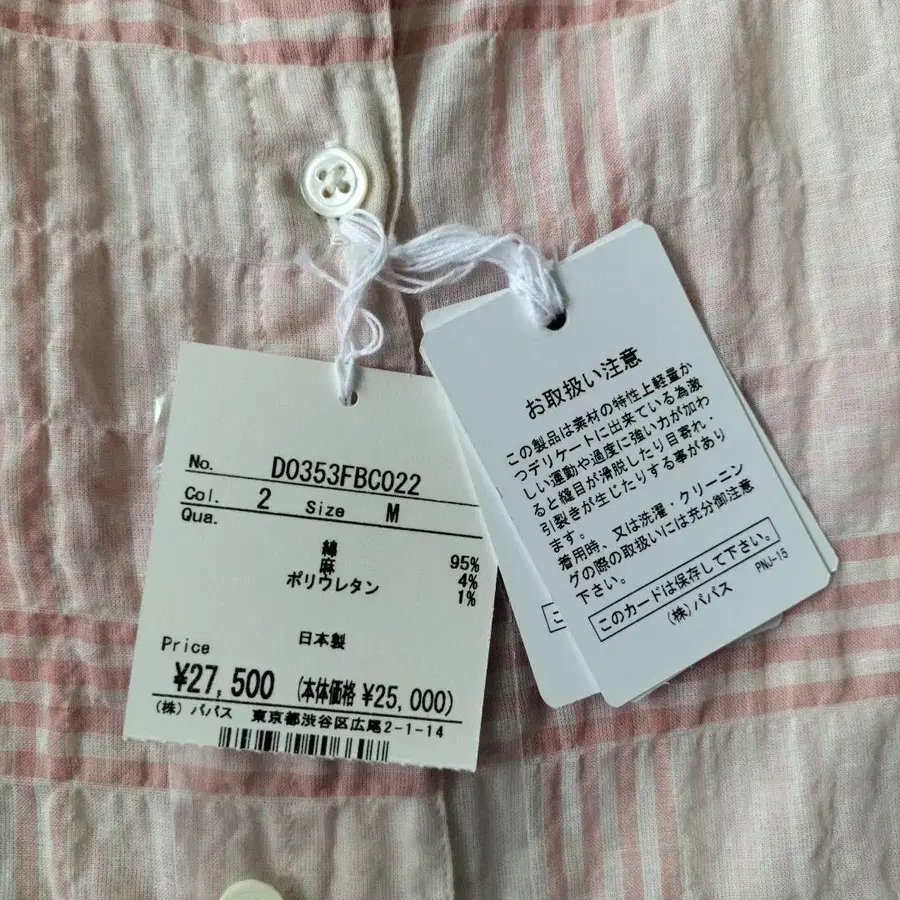 No. D0353FBC022
Col. 2 Size M
Qua.
綿 95%
麻 4%
ポリウレタン 1%
日本製
Price
¥27,500 (本体価格 ¥25,000)
(株) パパス 東京都渋谷区広尾2-1-14
お取扱い注意
この製品は素材の特性上軽量か
つデリケートに出来ている為激
しい運動や過度に強い力が加わ
ると縫目が滑脱したり目寄れ・
引裂きが生じたりする事があり
ます。
着用時、又は洗濯・クリーニン
グの際の取扱いには充分御注意
下さい。
このカードは保存して下さい。
(株) パパス PNJ-15